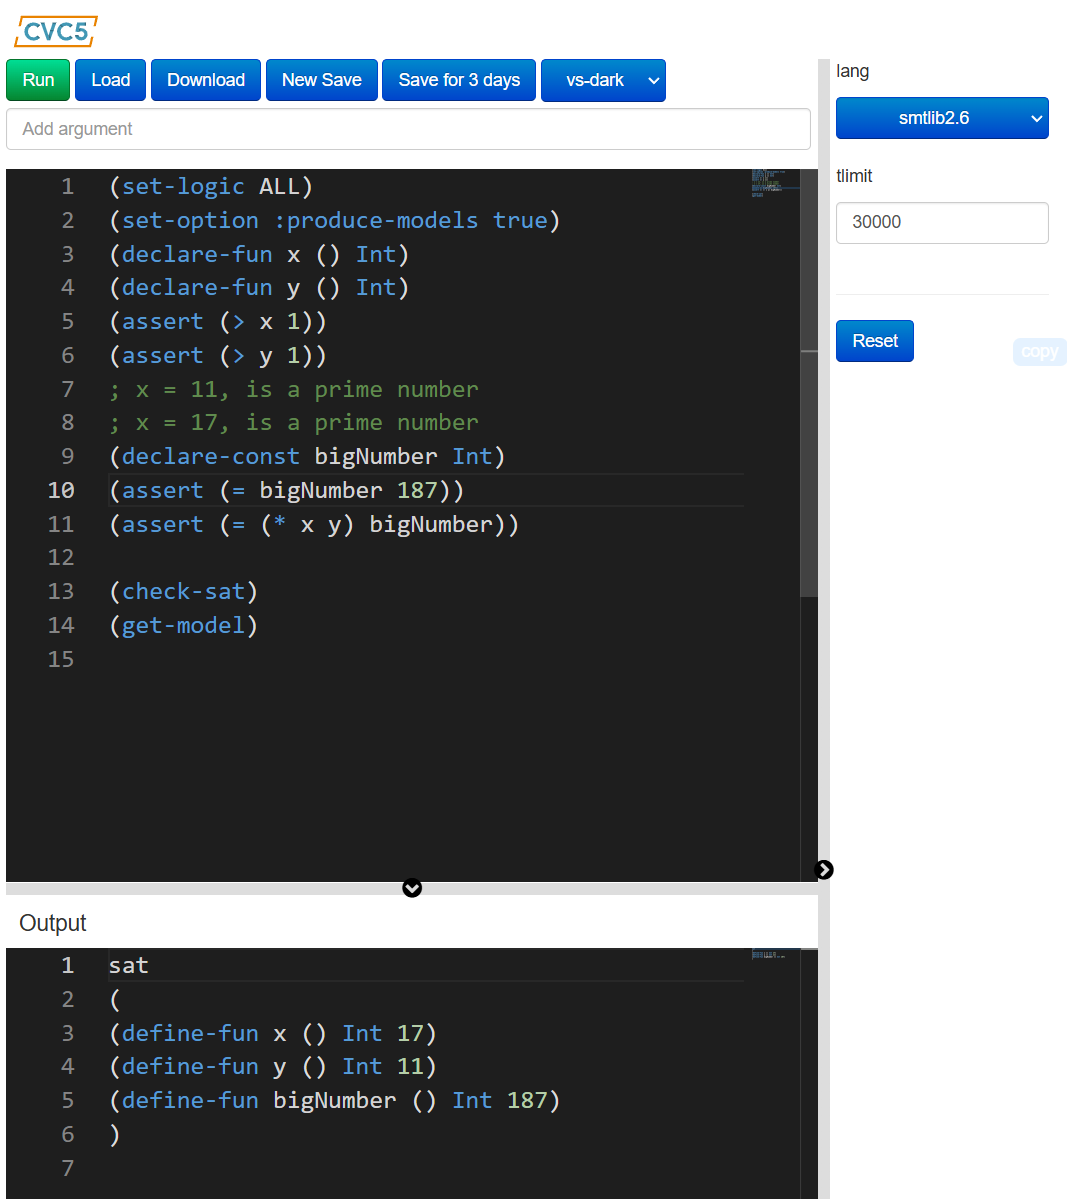 CVC5
Run Load Download New Save Save for 3 days vs-dark
Add argument
1 (set-logic ALL)
2 (set-option :produce-models true)
3 (declare-fun x () Int)
4 (declare-fun y () Int)
5 (assert (> x 1))
6 (assert (> y 1))
7 ; x = 11, is a prime number
8 ; x = 17, is a prime number
9 (declare-const bigNumber Int)
10 (assert (= bigNumber 187))
11 (assert (= (* x y) bigNumber))
12
13 (check-sat)
14 (get-model)
15
Output
1 sat
2 (
3 (define-fun x () Int 17)
4 (define-fun y () Int 11)
5 (define-fun bigNumber () Int 187)
6 )
7
lang
smtlib2.6
tlimit
30000
Reset
copy